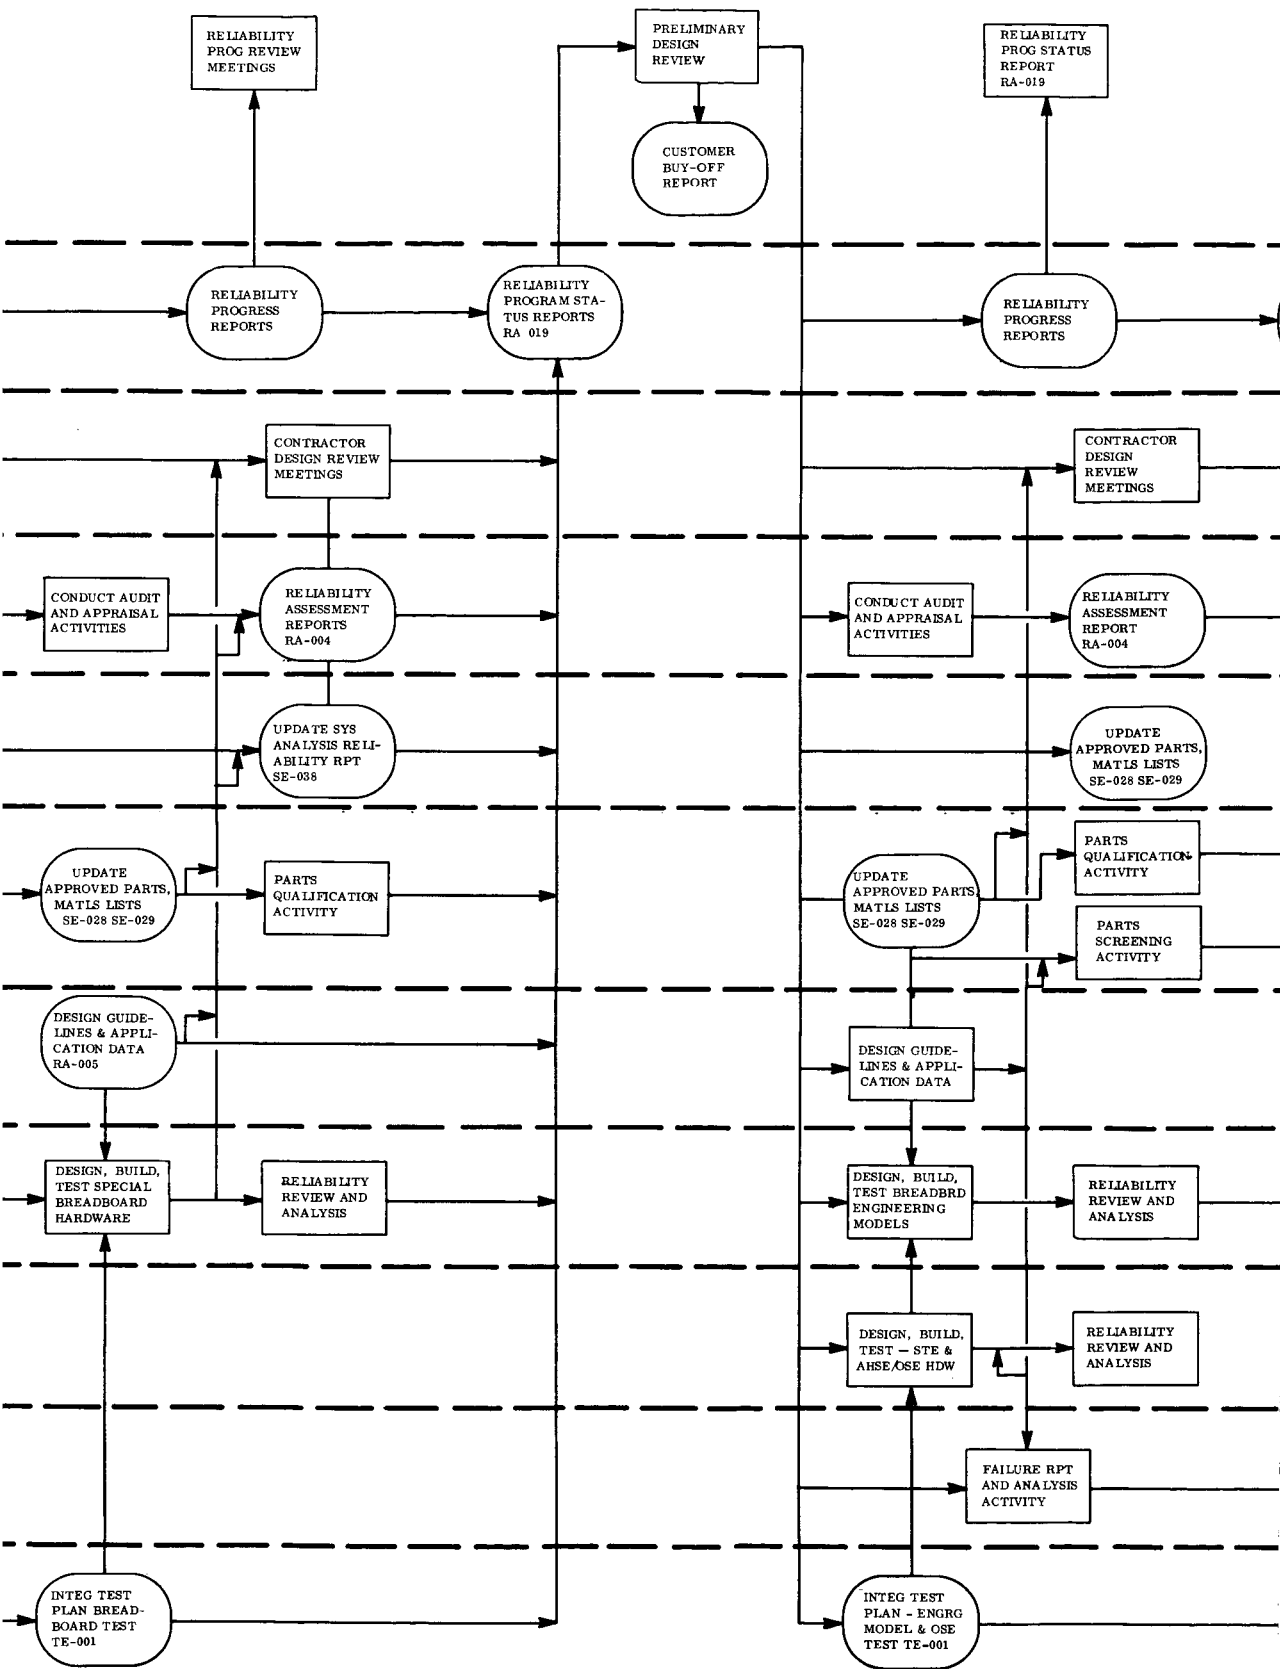 RELIABILITY
PROG REVIEW
MEETINGS
PRELIMINARY
DESIGN
REVIEW
RELIABILITY
PROG STATUS
REPORT
RA-019
CUSTOMER
BUY-OFF
REPORT
RELIABILITY
PROGRESS
REPORTS
RELIABILITY
PROGRAM STA-
TUS REPORTS
RA 019
RELIABILITY
PROGRESS
REPORTS
CONTRACTOR
DESIGN REVIEW
MEETINGS
CONTRACTOR
DESIGN
REVIEW
MEETINGS
CONDUCT AUDIT
AND APPRAISAL
ACTIVITIES
RELIABILITY
ASSESSMENT
REPORTS
RA-004
CONDUCT AUDIT
AND APPRAISAL
ACTIVITIES
RELIABILITY
ASSESSMENT
REPORT
RA-004
UPDATE SYS
ANALYSIS RELI-
ABILITY RPT
SE-038
UPDATE
APPROVED PARTS,
MATLS LISTS
SE-028 SE-029
UPDATE
APPROVED PARTS,
MATLS LISTS
SE-028 SE-029
PARTS
QUALIFICATION
ACTIVITY
UPDATE
APPROVED PARTS
MATLS LISTS
SE-028 SE-029
PARTS
QUALIFICATION
ACTIVITY
PARTS
SCREENING
ACTIVITY
DESIGN GUIDE-
LINES & APPLI-
CATION DATA
RA-005
DESIGN GUIDE-
LINES & APPLI-
CATION DATA
DESIGN, BUILD,
TEST SPECIAL
BREADBOARD
HARDWARE
RELIABILITY
REVIEW AND
ANALYSIS
DESIGN, BUILD,
TEST BREADBRD
ENGINEERING
MODELS
RELIABILITY
REVIEW AND
ANALYSIS
DESIGN, BUILD,
TEST — STE &
AHSE/OSE HDW
RELIABILITY
REVIEW AND
ANALYSIS
FAILURE RPT
AND ANALYSIS
ACTIVITY
INTEG TEST
PLAN BREAD-
BOARD TEST
TE-001
INTEG TEST
PLAN - ENGRG
MODEL & OSE
TEST TE-001